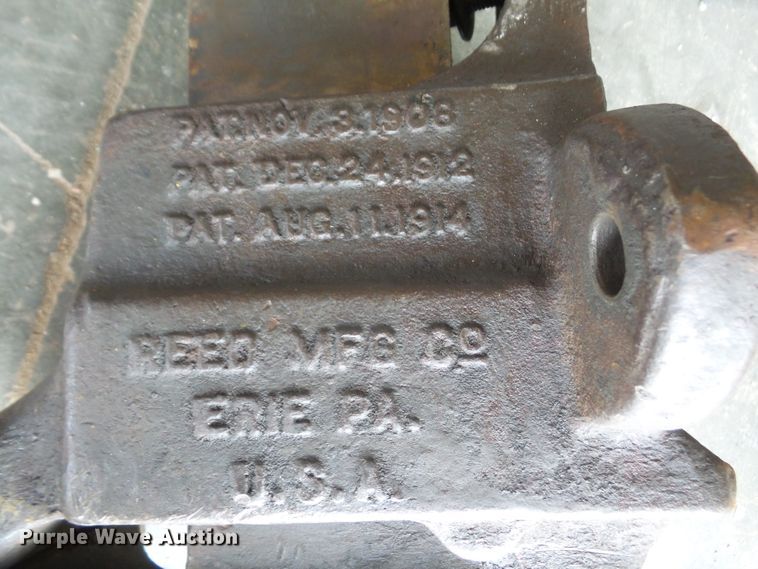 PAT. NOV. 3. 1908
PAT. DEC. 24. 1912
PAT. AUG. 11. 1914
REED MFG Co
ERIE PA.
U.S.A.
Purple Wave Auction